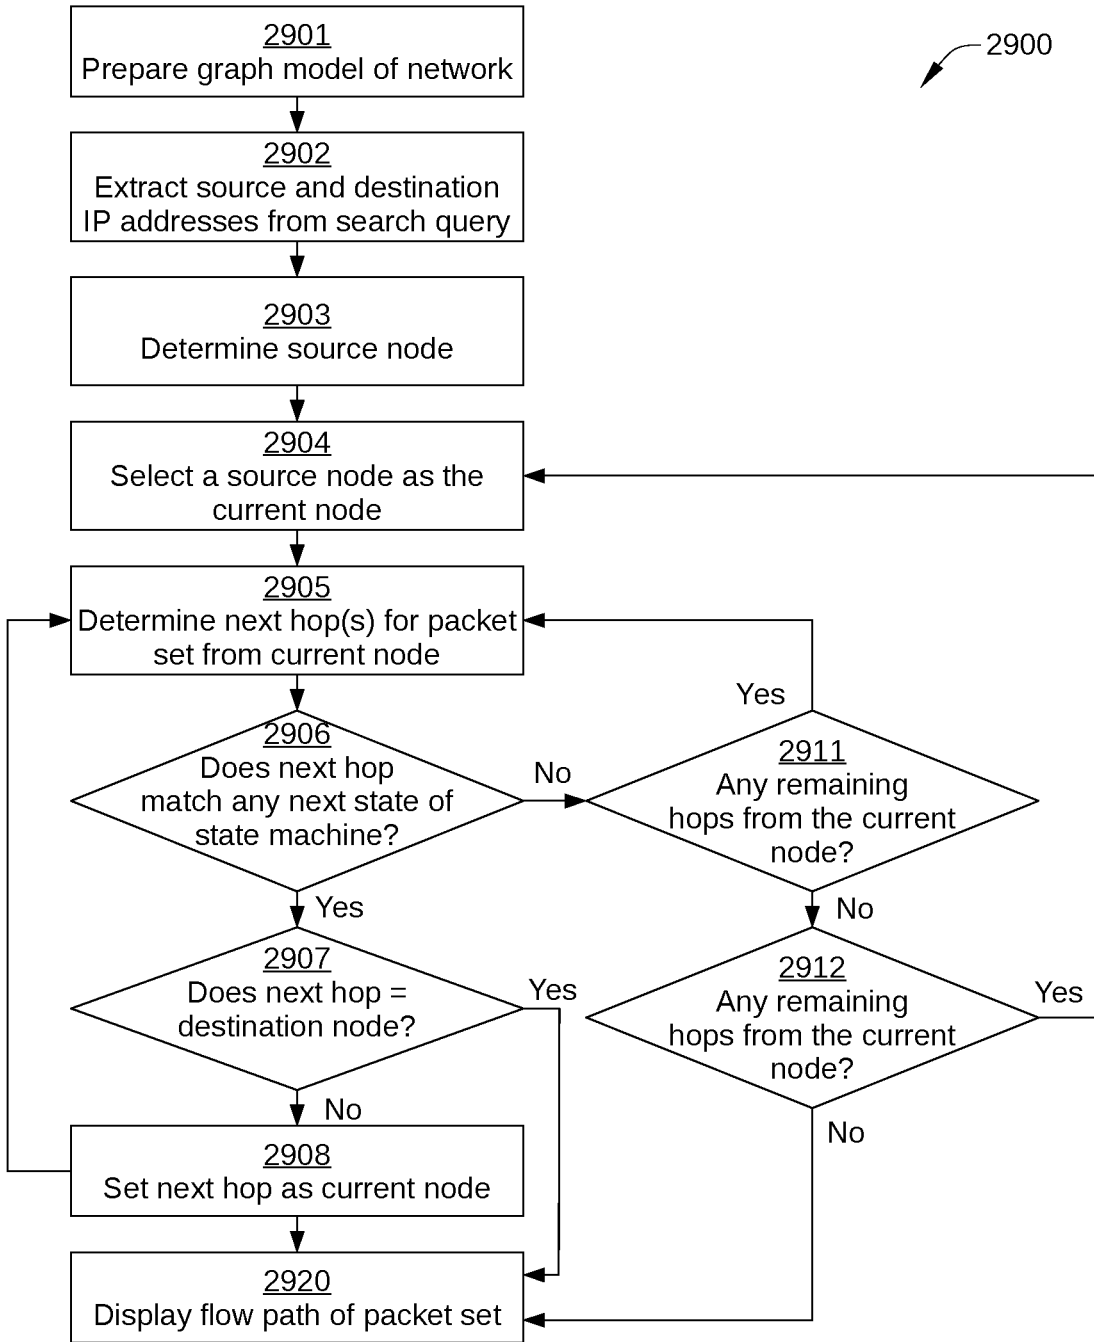 2901
Prepare graph model of network
2900
2902
Extract source and destination
IP addresses from search query
2903
Determine source node
2904
Select a source node as the
current node
2905
Determine next hop(s) for packet
set from current node
2906
Does next hop
match any next state of
state machine?
No
Yes
2911
Any remaining
hops from the current
node?
Yes
No
2907
Does next hop =
destination node?
Yes
No
2912
Any remaining
hops from the current
node?
Yes
No
2908
Set next hop as current node
2920
Display flow path of packet set